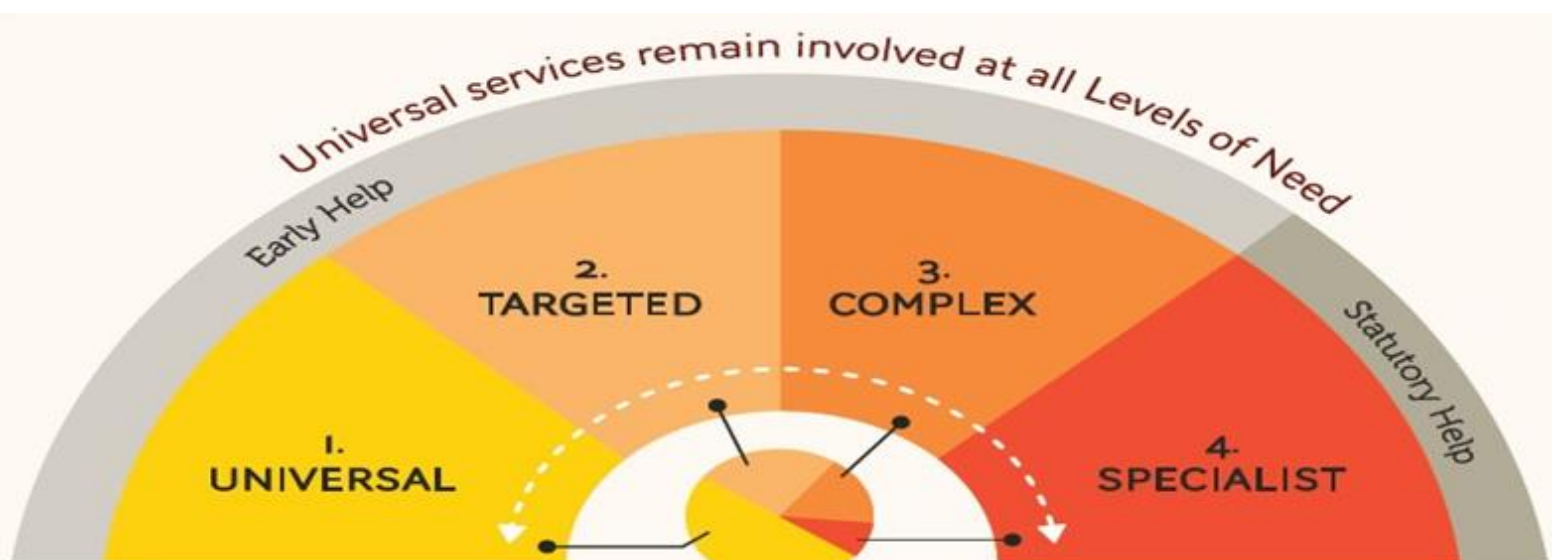 Universal services remain involved at all Levels of Need
Early Help
Statutory Help
1.
UNIVERSAL
2.
TARGETED
3.
COMPLEX
4.
SPECIALIST